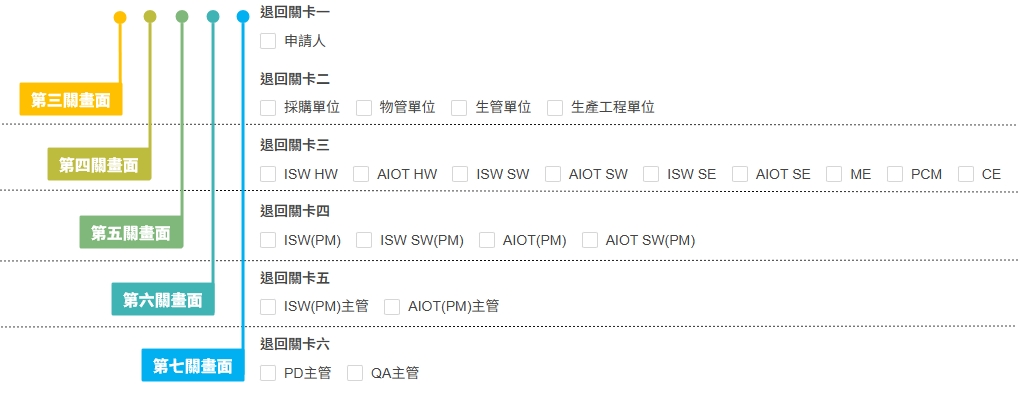 退回關卡一
申請人
退回關卡二
第三關畫面
採購單位 物管單位 生管單位 生產工程單位
退回關卡三
第四關畫面
ISW HW AIOT HW ISW SW AIOT SW ISW SE AIOT SE ME PCM CE
退回關卡四
第五關畫面
ISW(PM) ISW SW(PM) AIOT(PM) AIOT SW(PM)
退回關卡五
第六關畫面
ISW(PM)主管 AIOT(PM)主管
退回關卡六
第七關畫面
PD主管 QA主管